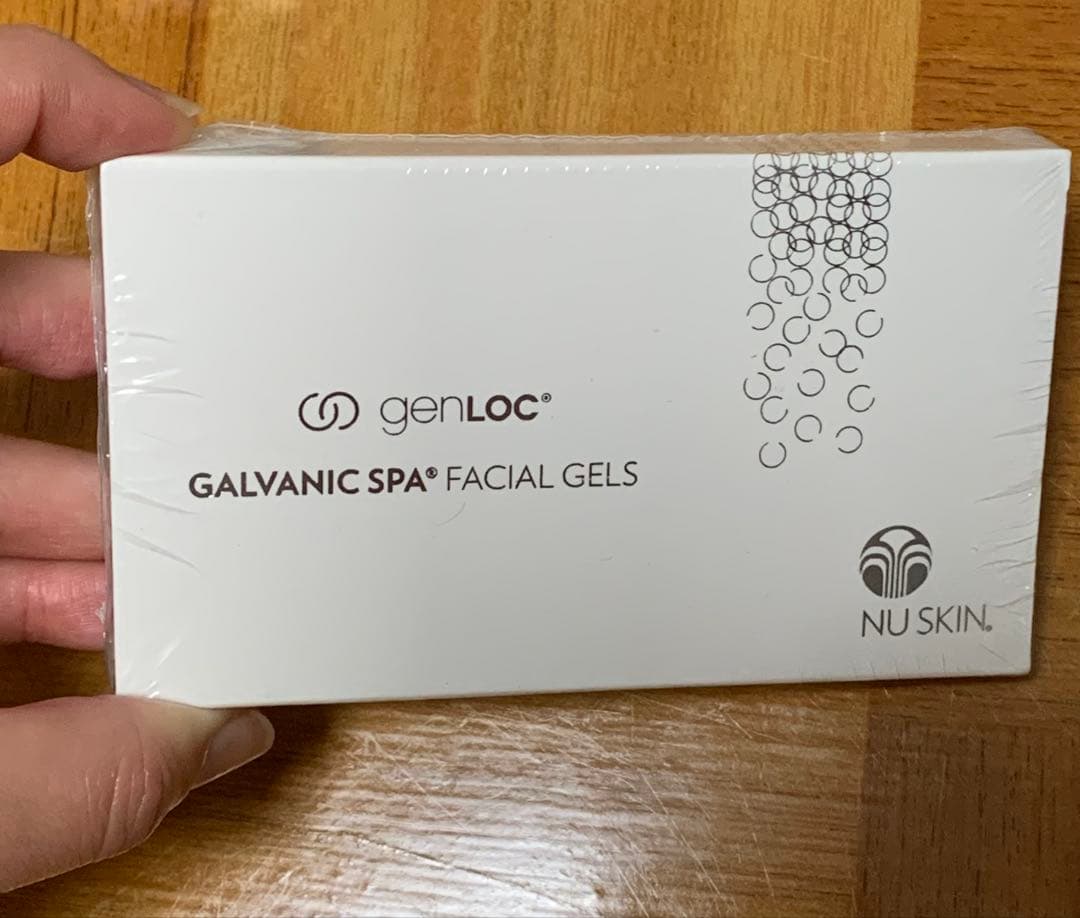 genLOC®
GALVANIC SPA® FACIAL GELS
NU SKIN®